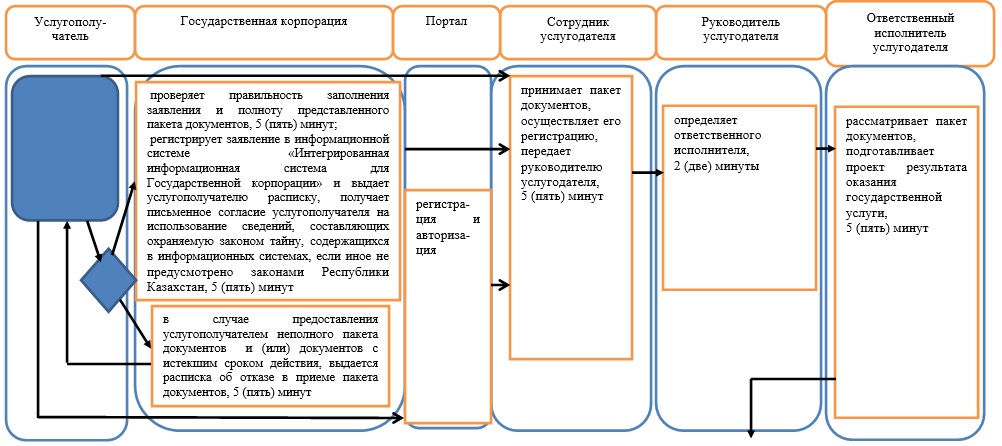 Услугополу-
чатель
Государственная корпорация
Портал
Сотрудник
услугодателя
Руководитель
услугодателя
Ответственный
исполнитель
услугодателя
проверяет правильность заполнения
заявления и полноту представленного
пакета документов, 5 (пять) минут;
регистрирует заявление в информационной
системе «Интегрированная
информационная система для
Государственной корпорации» и выдает
услугополучателю расписку, получает
письменное согласие услугополучателя на
использование сведений, составляющих
охраняемую законом тайну, содержащихся
в информационных системах, если иное не
предусмотрено законами Республики
Казахстан, 5 (пять) минут
в случае предоставления
услугополучателем неполного пакета
документов и (или) документов с
истекшим сроком действия, выдается
расписка об отказе в приеме пакета
документов, 5 (пять) минут
регистра-
ция и
авториза-
ция
принимает пакет
документов,
осуществляет его
регистрацию,
передает
руководителю
услугодателя,
5 (пять) минут
определяет
ответственного
исполнителя,
2 (две) минуты
рассматривает пакет
документов,
подготавливает
проект результата
оказания
государственной
услуги,
5 (пять) минут